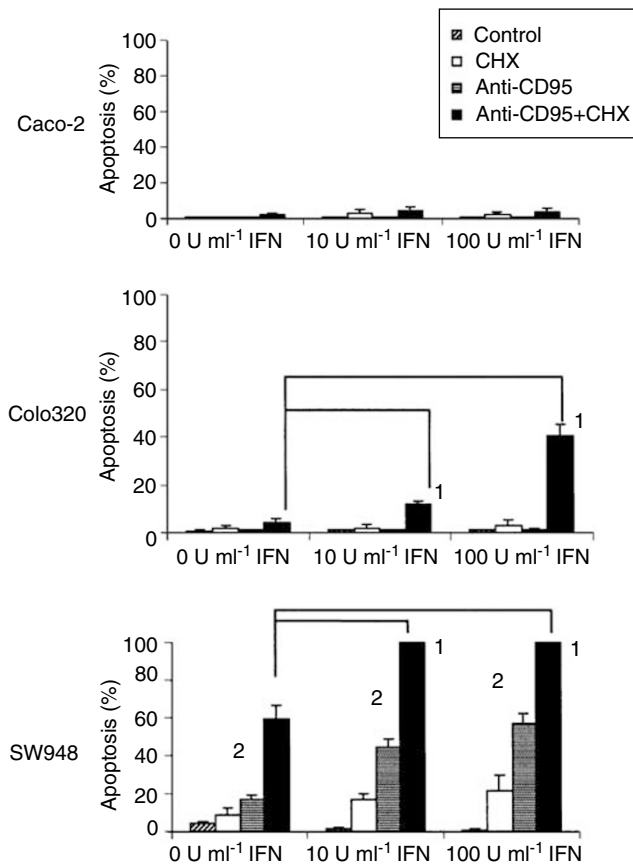 Control
CHX
Anti-CD95
Anti-CD95+CHX
Caco-2
Apoptosis (%)
100
80
60
40
20
0
0 U ml⁻¹ IFN 10 U ml⁻¹ IFN 100 U ml⁻¹ IFN
Colo320
Apoptosis (%)
100
80
60
40
20
0
1
1
0 U ml⁻¹ IFN 10 U ml⁻¹ IFN 100 U ml⁻¹ IFN
SW948
Apoptosis (%)
100
80
60
40
20
0
2
2
1
2
1
0 U ml⁻¹ IFN 10 U ml⁻¹ IFN 100 U ml⁻¹ IFN